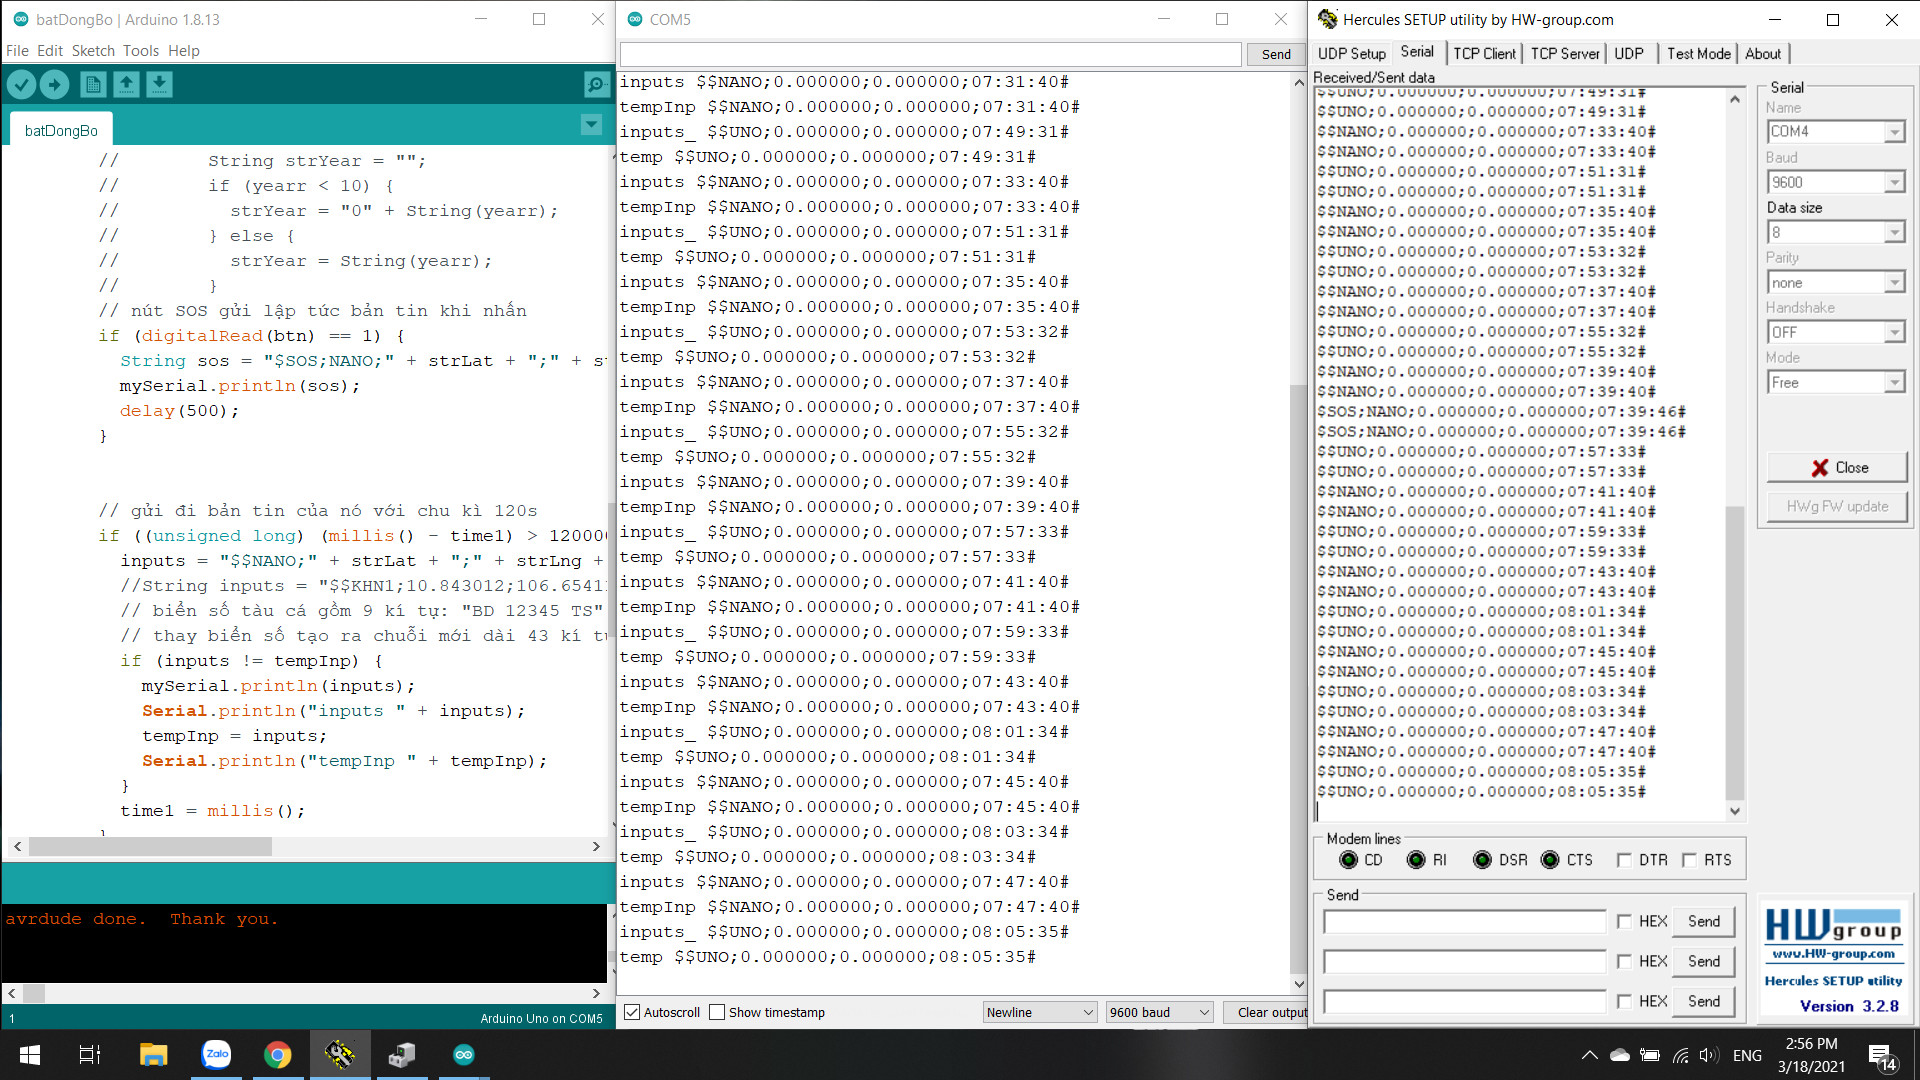 batDongBo | Arduino 1.8.13
File Edit Sketch Tools Help
batDongBo
//        String strYear = "";
//        if (yearr < 10) {
//          strYear = "0" + String(yearr);
//        } else {
//          strYear = String(yearr);
//        }
// nút SOS gửi lập tức bản tin khi nhấn
if (digitalRead(btn) == 1) {
String sos = "$SOS;NANO;" + strLat + ";" + st
mySerial.println(sos);
delay(500);
}
// gửi đi bản tin của nó với chu kì 120s
if ((unsigned long) (millis() - time1) > 120000
inputs = "$$NANO;" + strLat + ";" + strLng +
//String inputs = "$$KHN1;10.843012;106.6541
// biển số tàu cá gồm 9 kí tự: "BD 12345 TS"
// thay biển số tạo ra chuỗi mới dài 43 kí tự
if (inputs != tempInp) {
mySerial.println(inputs);
Serial.println("inputs " + inputs);
tempInp = inputs;
Serial.println("tempInp " + tempInp);
}
time1 = millis();
avrdude done.  Thank you.
1
Arduino Uno on COM5
COM5
Send
inputs $$NANO;0.000000;0.000000;07:31:40#
tempInp $$NANO;0.000000;0.000000;07:31:40#
inputs_ $$UNO;0.000000;0.000000;07:49:31#
temp $$UNO;0.000000;0.000000;07:49:31#
inputs $$NANO;0.000000;0.000000;07:33:40#
tempInp $$NANO;0.000000;0.000000;07:33:40#
inputs_ $$UNO;0.000000;0.000000;07:51:31#
temp $$UNO;0.000000;0.000000;07:51:31#
inputs $$NANO;0.000000;0.000000;07:35:40#
tempInp $$NANO;0.000000;0.000000;07:35:40#
inputs_ $$UNO;0.000000;0.000000;07:53:32#
temp $$UNO;0.000000;0.000000;07:53:32#
inputs $$NANO;0.000000;0.000000;07:37:40#
tempInp $$NANO;0.000000;0.000000;07:37:40#
inputs_ $$UNO;0.000000;0.000000;07:55:32#
temp $$UNO;0.000000;0.000000;07:55:32#
inputs $$NANO;0.000000;0.000000;07:39:40#
tempInp $$NANO;0.000000;0.000000;07:39:40#
inputs_ $$UNO;0.000000;0.000000;07:57:33#
temp $$UNO;0.000000;0.000000;07:57:33#
inputs $$NANO;0.000000;0.000000;07:41:40#
tempInp $$NANO;0.000000;0.000000;07:41:40#
inputs_ $$UNO;0.000000;0.000000;07:59:33#
temp $$UNO;0.000000;0.000000;07:59:33#
inputs $$NANO;0.000000;0.000000;07:43:40#
tempInp $$NANO;0.000000;0.000000;07:43:40#
inputs_ $$UNO;0.000000;0.000000;08:01:34#
temp $$UNO;0.000000;0.000000;08:01:34#
inputs $$NANO;0.000000;0.000000;07:45:40#
tempInp $$NANO;0.000000;0.000000;07:45:40#
inputs_ $$UNO;0.000000;0.000000;08:03:34#
temp $$UNO;0.000000;0.000000;08:03:34#
inputs $$NANO;0.000000;0.000000;07:47:40#
tempInp $$NANO;0.000000;0.000000;07:47:40#
inputs_ $$UNO;0.000000;0.000000;08:05:35#
temp $$UNO;0.000000;0.000000;08:05:35#
Autoscroll Show timestamp
Newline
9600 baud
Clear output
Hercules SETUP utility by HW-group.com
UDP Setup Serial TCP Client TCP Server UDP Test Mode About
Received/Sent data
$$UNO;0.000000;0.000000;07:49:31#
$$UNO;0.000000;0.000000;07:49:31#
$$NANO;0.000000;0.000000;07:33:40#
$$NANO;0.000000;0.000000;07:33:40#
$$UNO;0.000000;0.000000;07:51:31#
$$UNO;0.000000;0.000000;07:51:31#
$$NANO;0.000000;0.000000;07:35:40#
$$NANO;0.000000;0.000000;07:35:40#
$$UNO;0.000000;0.000000;07:53:32#
$$UNO;0.000000;0.000000;07:53:32#
$$NANO;0.000000;0.000000;07:37:40#
$$NANO;0.000000;0.000000;07:37:40#
$$UNO;0.000000;0.000000;07:55:32#
$$UNO;0.000000;0.000000;07:55:32#
$$NANO;0.000000;0.000000;07:39:40#
$$NANO;0.000000;0.000000;07:39:40#
$SOS;NANO;0.000000;0.000000;07:39:46#
$SOS;NANO;0.000000;0.000000;07:39:46#
$$UNO;0.000000;0.000000;07:57:33#
$$UNO;0.000000;0.000000;07:57:33#
$$NANO;0.000000;0.000000;07:41:40#
$$NANO;0.000000;0.000000;07:41:40#
$$UNO;0.000000;0.000000;07:59:33#
$$UNO;0.000000;0.000000;07:59:33#
$$NANO;0.000000;0.000000;07:43:40#
$$NANO;0.000000;0.000000;07:43:40#
$$UNO;0.000000;0.000000;08:01:34#
$$UNO;0.000000;0.000000;08:01:34#
$$NANO;0.000000;0.000000;07:45:40#
$$NANO;0.000000;0.000000;07:45:40#
$$UNO;0.000000;0.000000;08:03:34#
$$UNO;0.000000;0.000000;08:03:34#
$$NANO;0.000000;0.000000;07:47:40#
$$NANO;0.000000;0.000000;07:47:40#
$$UNO;0.000000;0.000000;08:05:35#
$$UNO;0.000000;0.000000;08:05:35#
Serial
Name
COM4
Baud
9600
Data size
8
Parity
none
Handshake
OFF
Mode
Free
Close
HWg FW update
Modem lines
CD RI DSR CTS DTR RTS
Send
HEX Send
HEX Send
HEX Send
HW group
www.HW-group.com
Hercules SETUP utility
Version 3.2.8
Zalo
ENG
2:56 PM
3/18/2021
14